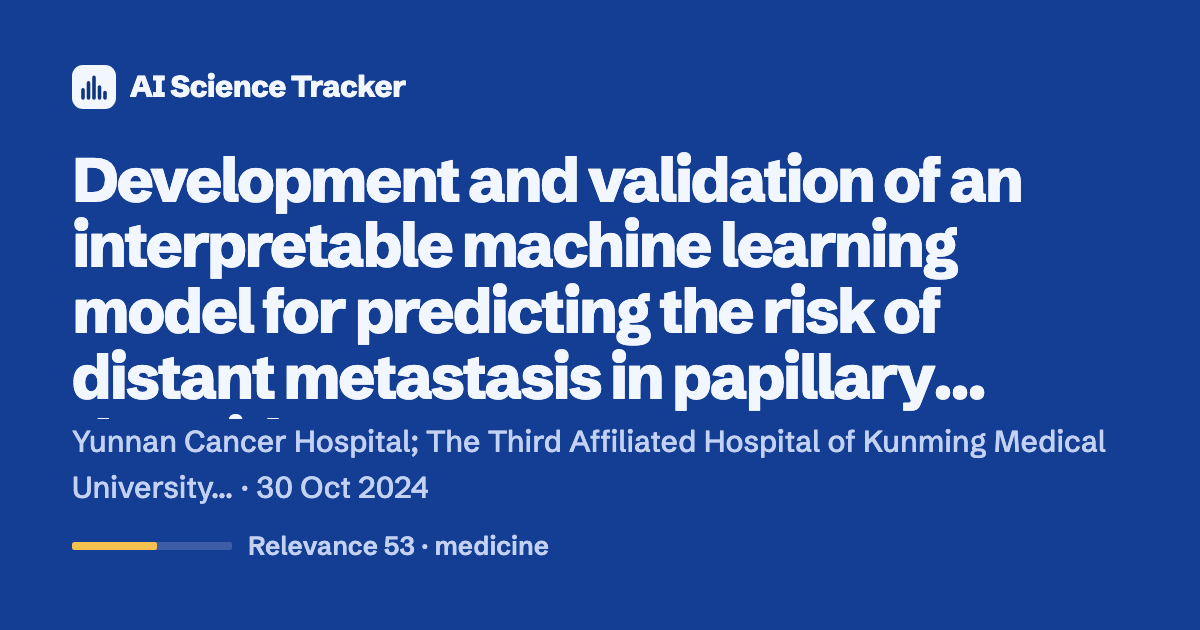 AI Science Tracker
Development and validation of an
interpretable machine learning
model for predicting the risk of
distant metastasis in papillary...
Yunnan Cancer Hospital; The Third Affiliated Hospital of Kunming Medical
University... · 30 Oct 2024
Relevance 53 · medicine